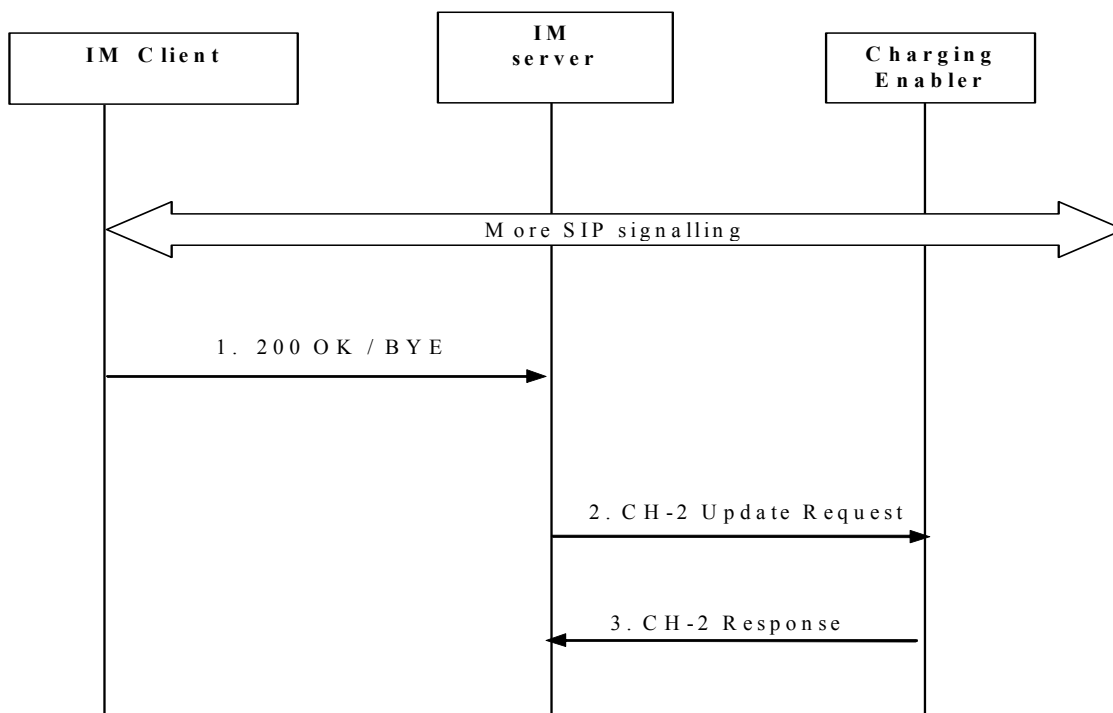 IM Client
IM
server
Charging
Enabler
More SIP signalling
1. 200 OK / BYE
2. CH-2 Update Request
3. CH-2 Response